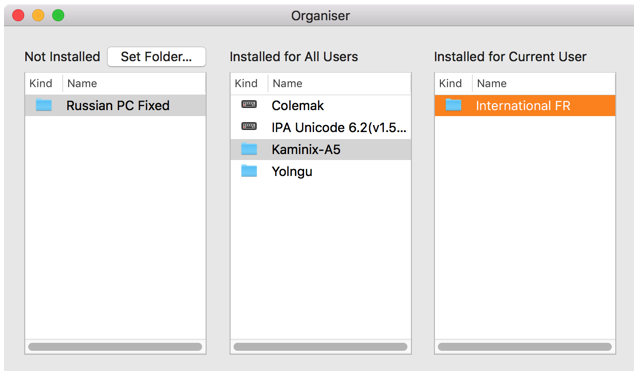 Organiser
Not Installed
Set Folder...
Installed for All Users
Installed for Current User
Kind Name
Kind Name
Kind Name
Russian PC Fixed
Colemak
IPA Unicode 6.2(v1.5...
Kaminix-A5
Yolngu
International FR